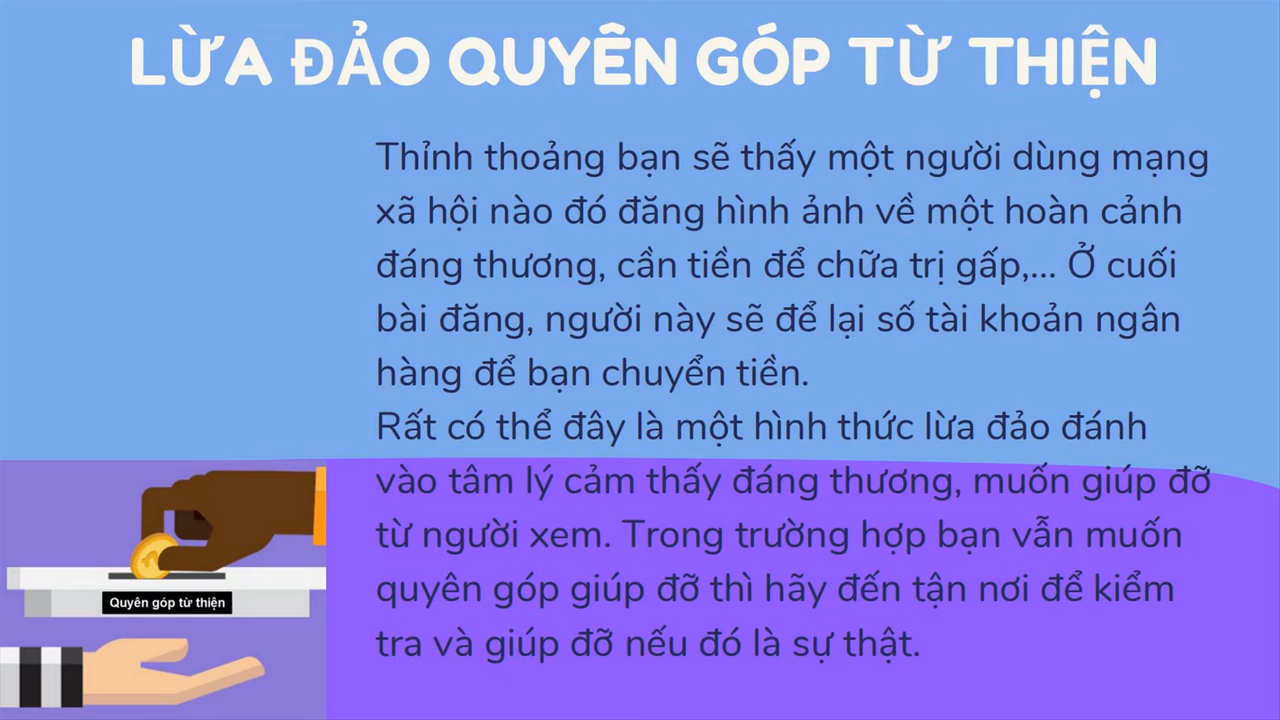 LỪA ĐẢO QUYÊN GÓP TỪ THIỆN
Thỉnh thoảng bạn sẽ thấy một người dùng mạng
xã hội nào đó đăng hình ảnh về một hoàn cảnh
đáng thương, cần tiền để chữa trị gấp,... Ở cuối
bài đăng, người này sẽ để lại số tài khoản ngân
hàng để bạn chuyển tiền.
Rất có thể đây là một hình thức lừa đảo đánh
vào tâm lý cảm thấy đáng thương, muốn giúp đỡ
từ người xem. Trong trường hợp bạn vẫn muốn
quyên góp giúp đỡ thì hãy đến tận nơi để kiểm
tra và giúp đỡ nếu đó là sự thật.
Quyên góp từ thiện